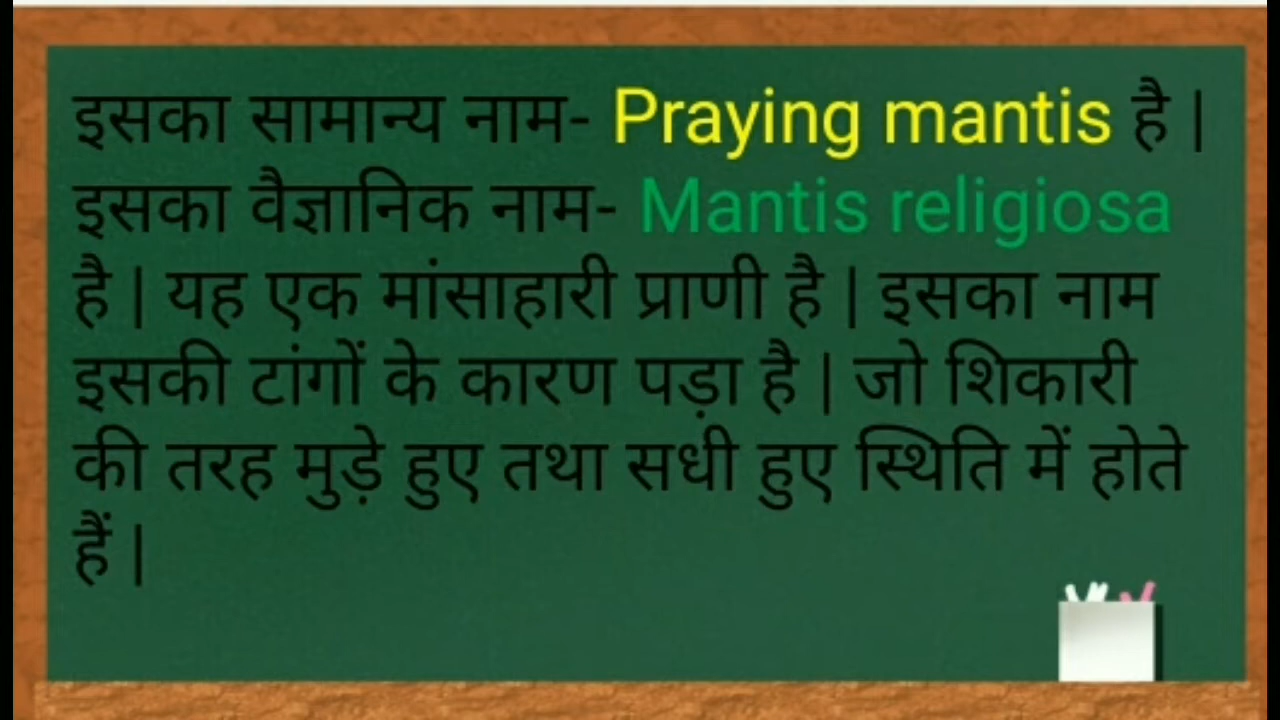 इसका सामान्य नाम- Praying mantis है |
इसका वैज्ञानिक नाम- Mantis religiosa
है | यह एक मांसाहारी प्राणी है | इसका नाम
इसकी टांगों के कारण पड़ा है | जो शिकारी
की तरह मुड़े हुए तथा सधी हुए स्थिति में होते
हैं |